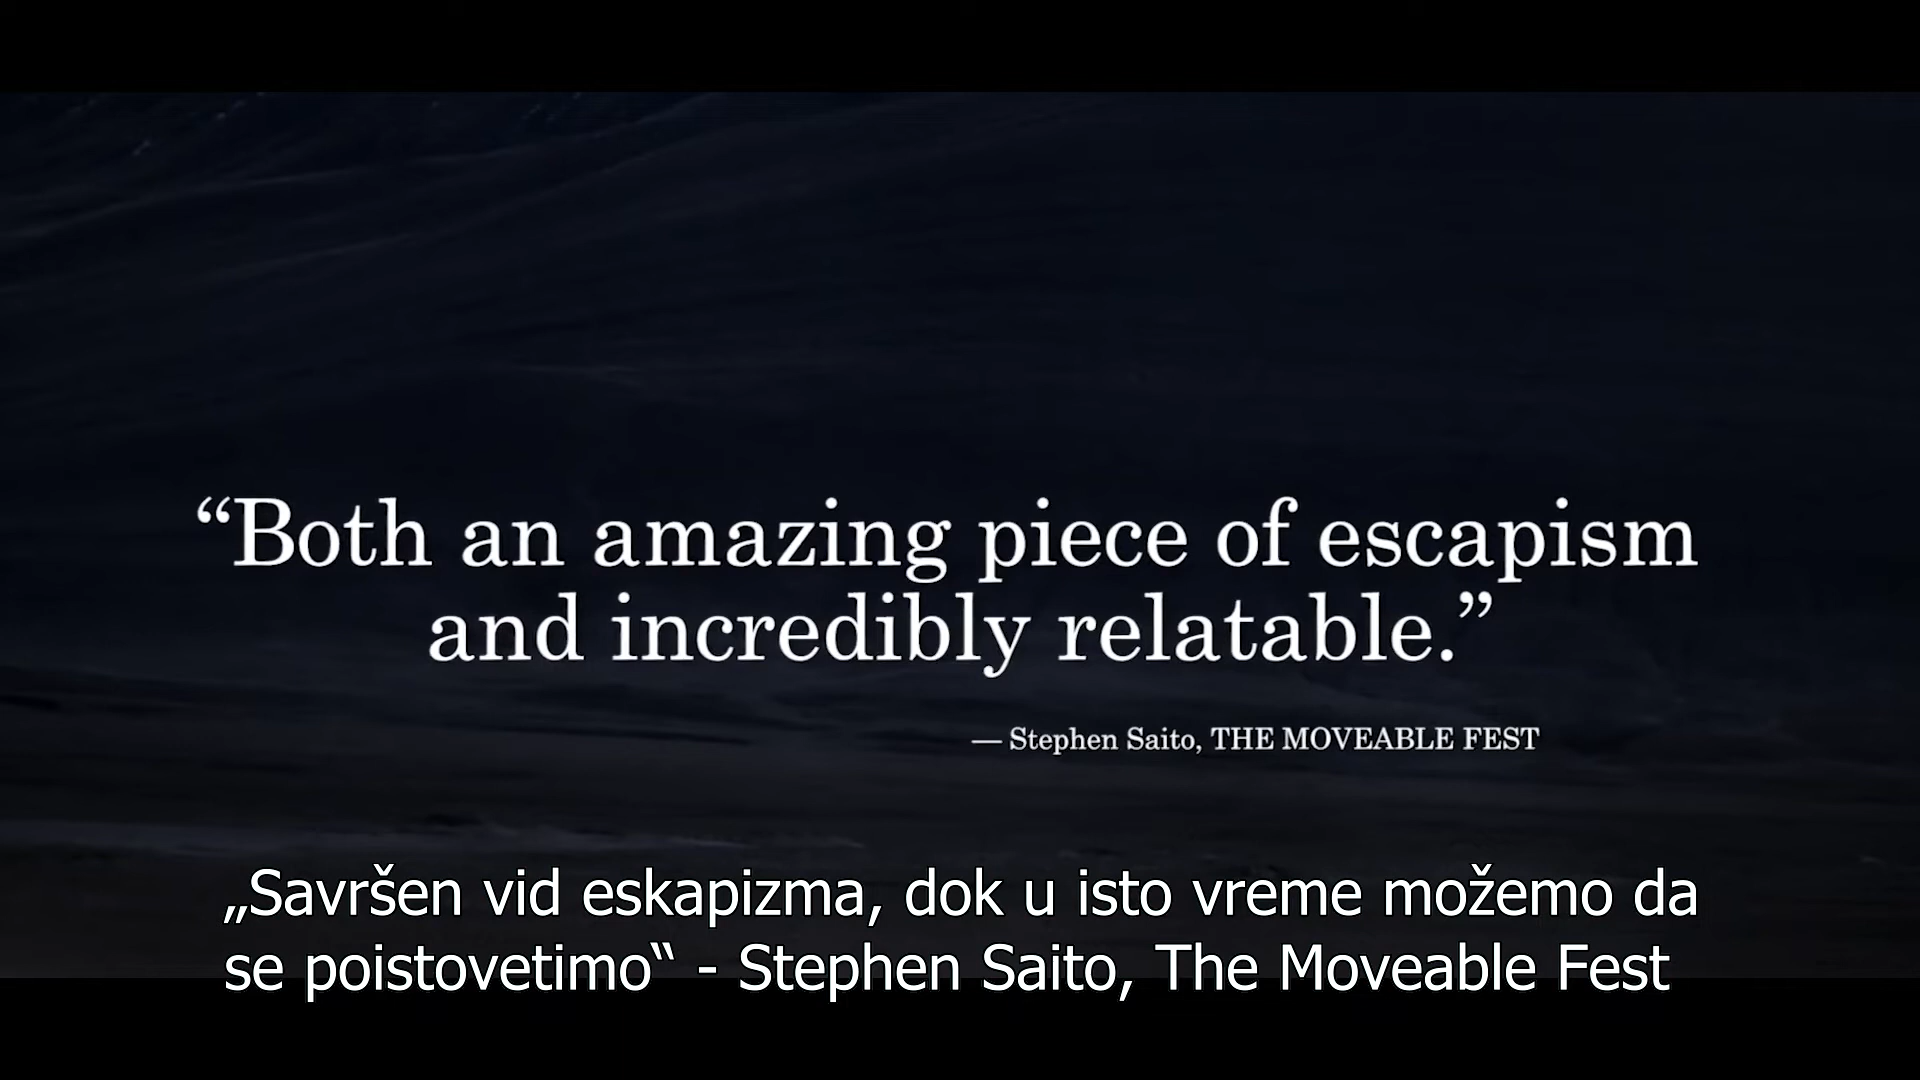 “Both an amazing piece of escapism
and incredibly relatable.”
— Stephen Saito, THE MOVEABLE FEST
„Savršen vid eskapizma, dok u isto vreme možemo da
se poistovetimo“ - Stephen Saito, The Moveable Fest